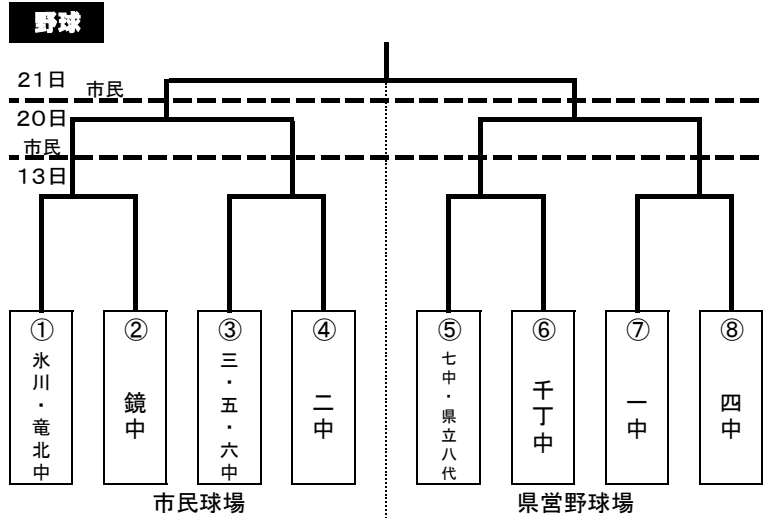 野球
21日
市民
20日
市民
13日
① 氷川・竜北中
② 鏡中
③ 三・五・六中
④ 二中
⑤ 七中・県立八代
⑥ 千丁中
⑦ 一中
⑧ 四中
市民球場
県営野球場